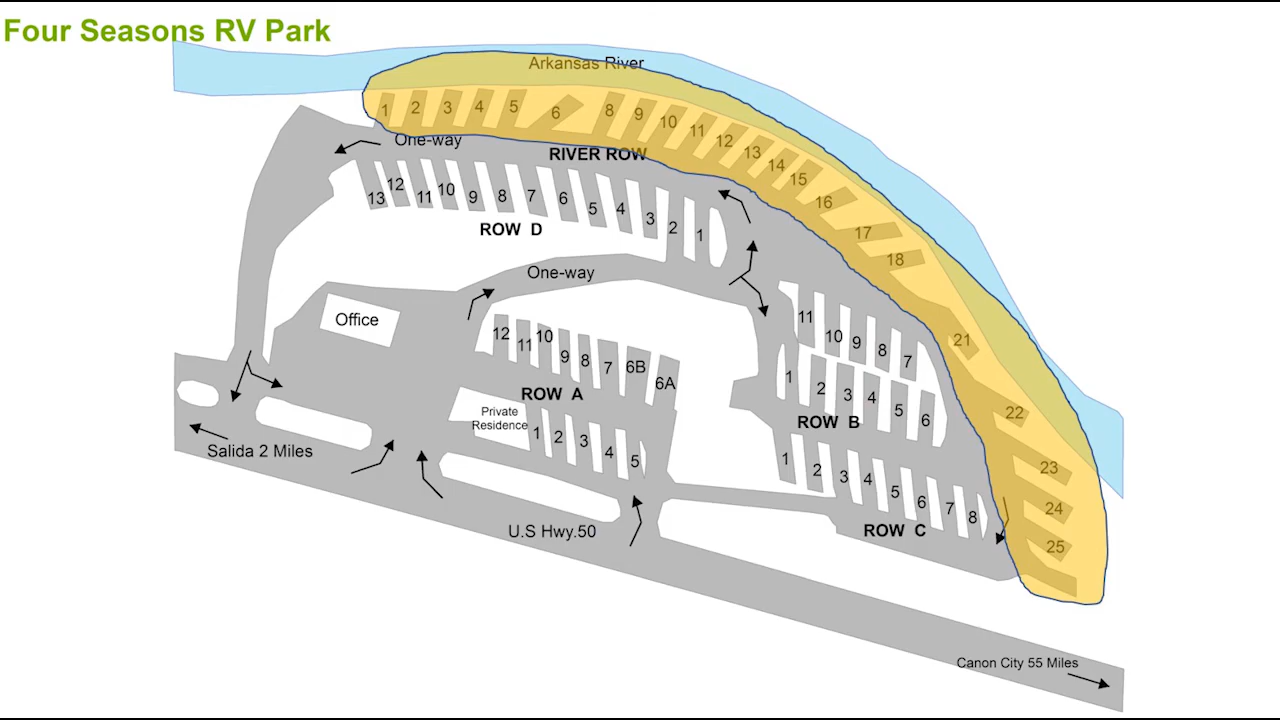 Four Seasons RV Park
Arkansas River
1 2 3 4 5 6 8 9 10 11 12 13 14 15 16 17 18 21 22 23 24 25
One-way
RIVER ROW
13 12 11 10 9 8 7 6 5 4 3 2 1
ROW D
One-way
Office
12 11 10 9 8 7 6B 6A
ROW A
Private
Residence
1 2 3 4 5
11 10 9 8 7
1 2 3 4 5 6
ROW B
1 2 3 4 5 6 7 8
ROW C
Salida 2 Miles
U.S Hwy.50
Canon City 55 Miles